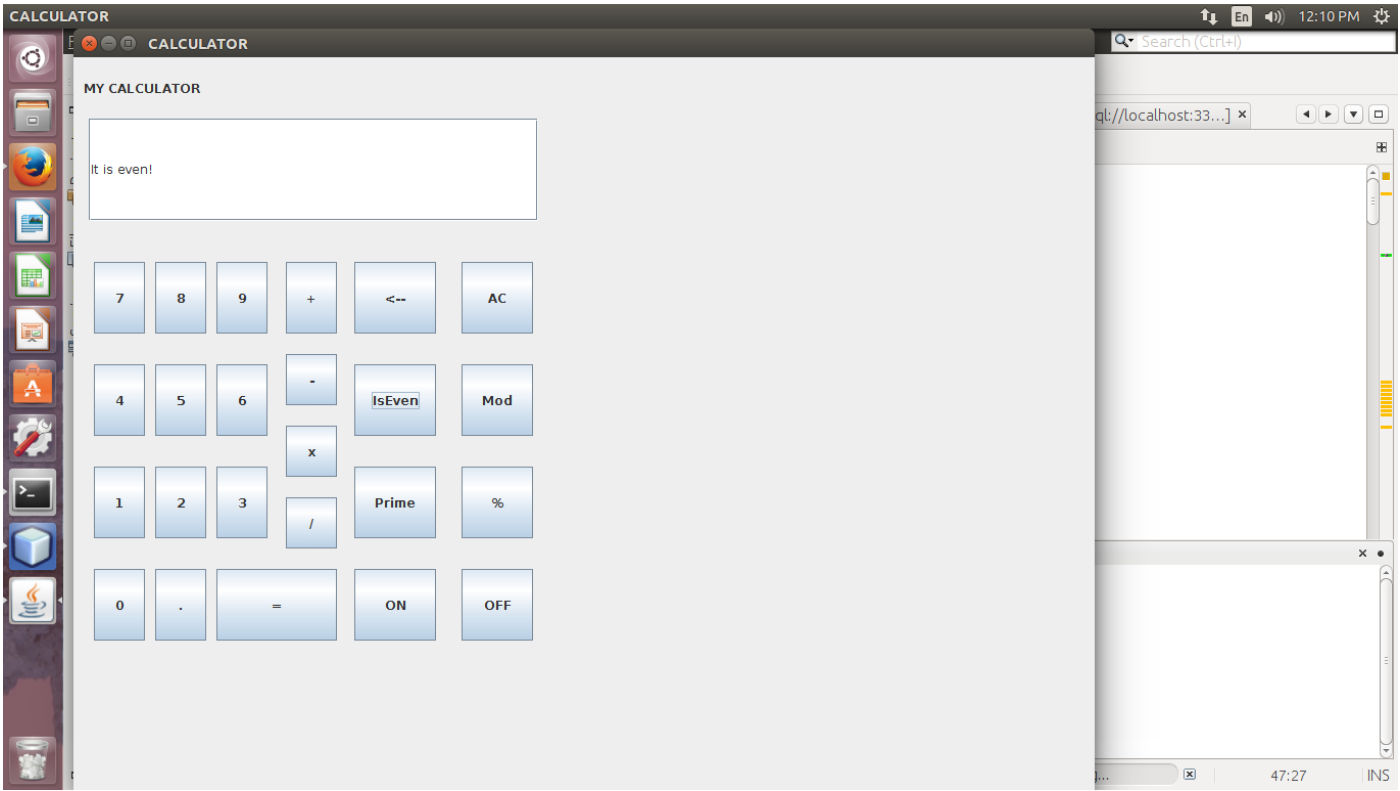 CALCULATOR
En
12:10 PM
CALCULATOR
Search (Ctrl+I)
MY CALCULATOR
ql://localhost:33...]
It is even!
7 8 9 + <-- AC
4 5 6 - IsEven Mod
x
1 2 3 / Prime %
0 . = ON OFF
...
47:27
INS